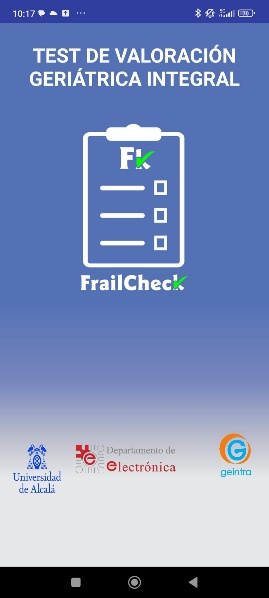 10:17
TEST DE VALORACIÓN
GERIÁTRICA INTEGRAL
Fk
FrailCheck
Universidad
de Alcalá
Departamento de
electrónica
geintra